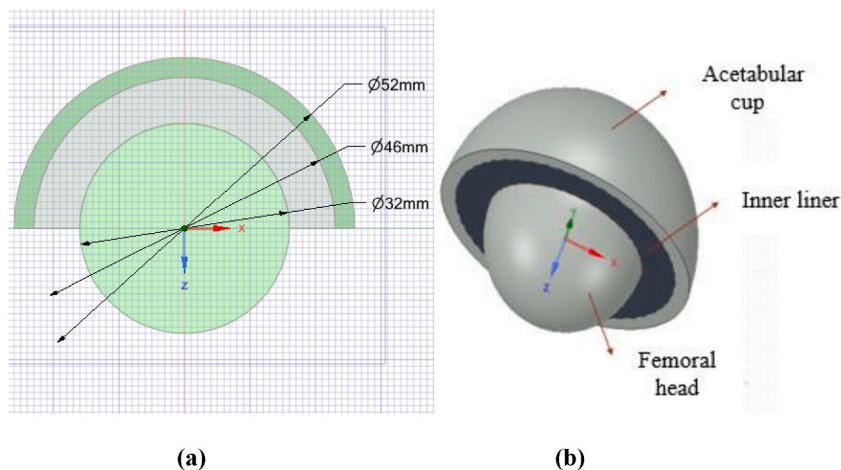 Ø52mm
Ø46mm
Ø32mm
x
z
(a)
Acetabular
cup
Inner liner
Y
x
z
Femoral
head
(b)